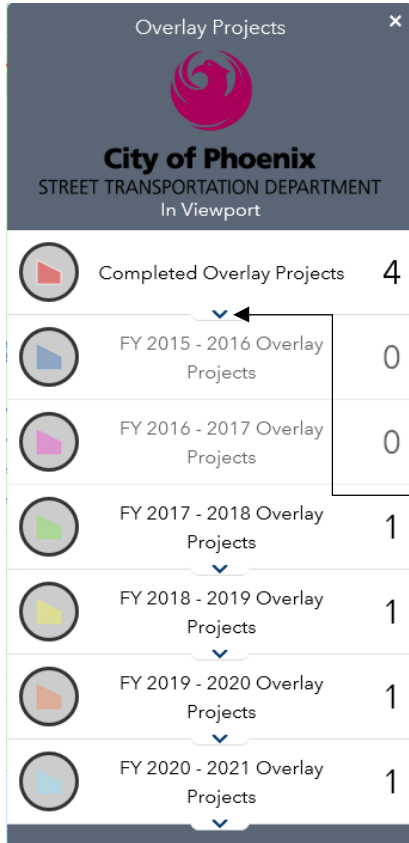 Overlay Projects
×
City of Phoenix
STREET TRANSPORTATION DEPARTMENT
In Viewport
Completed Overlay Projects 4
FY 2015 - 2016 Overlay
Projects 0
FY 2016 - 2017 Overlay
Projects 0
FY 2017 - 2018 Overlay
Projects 1
FY 2018 - 2019 Overlay
Projects 1
FY 2019 - 2020 Overlay
Projects 1
FY 2020 - 2021 Overlay
Projects 1